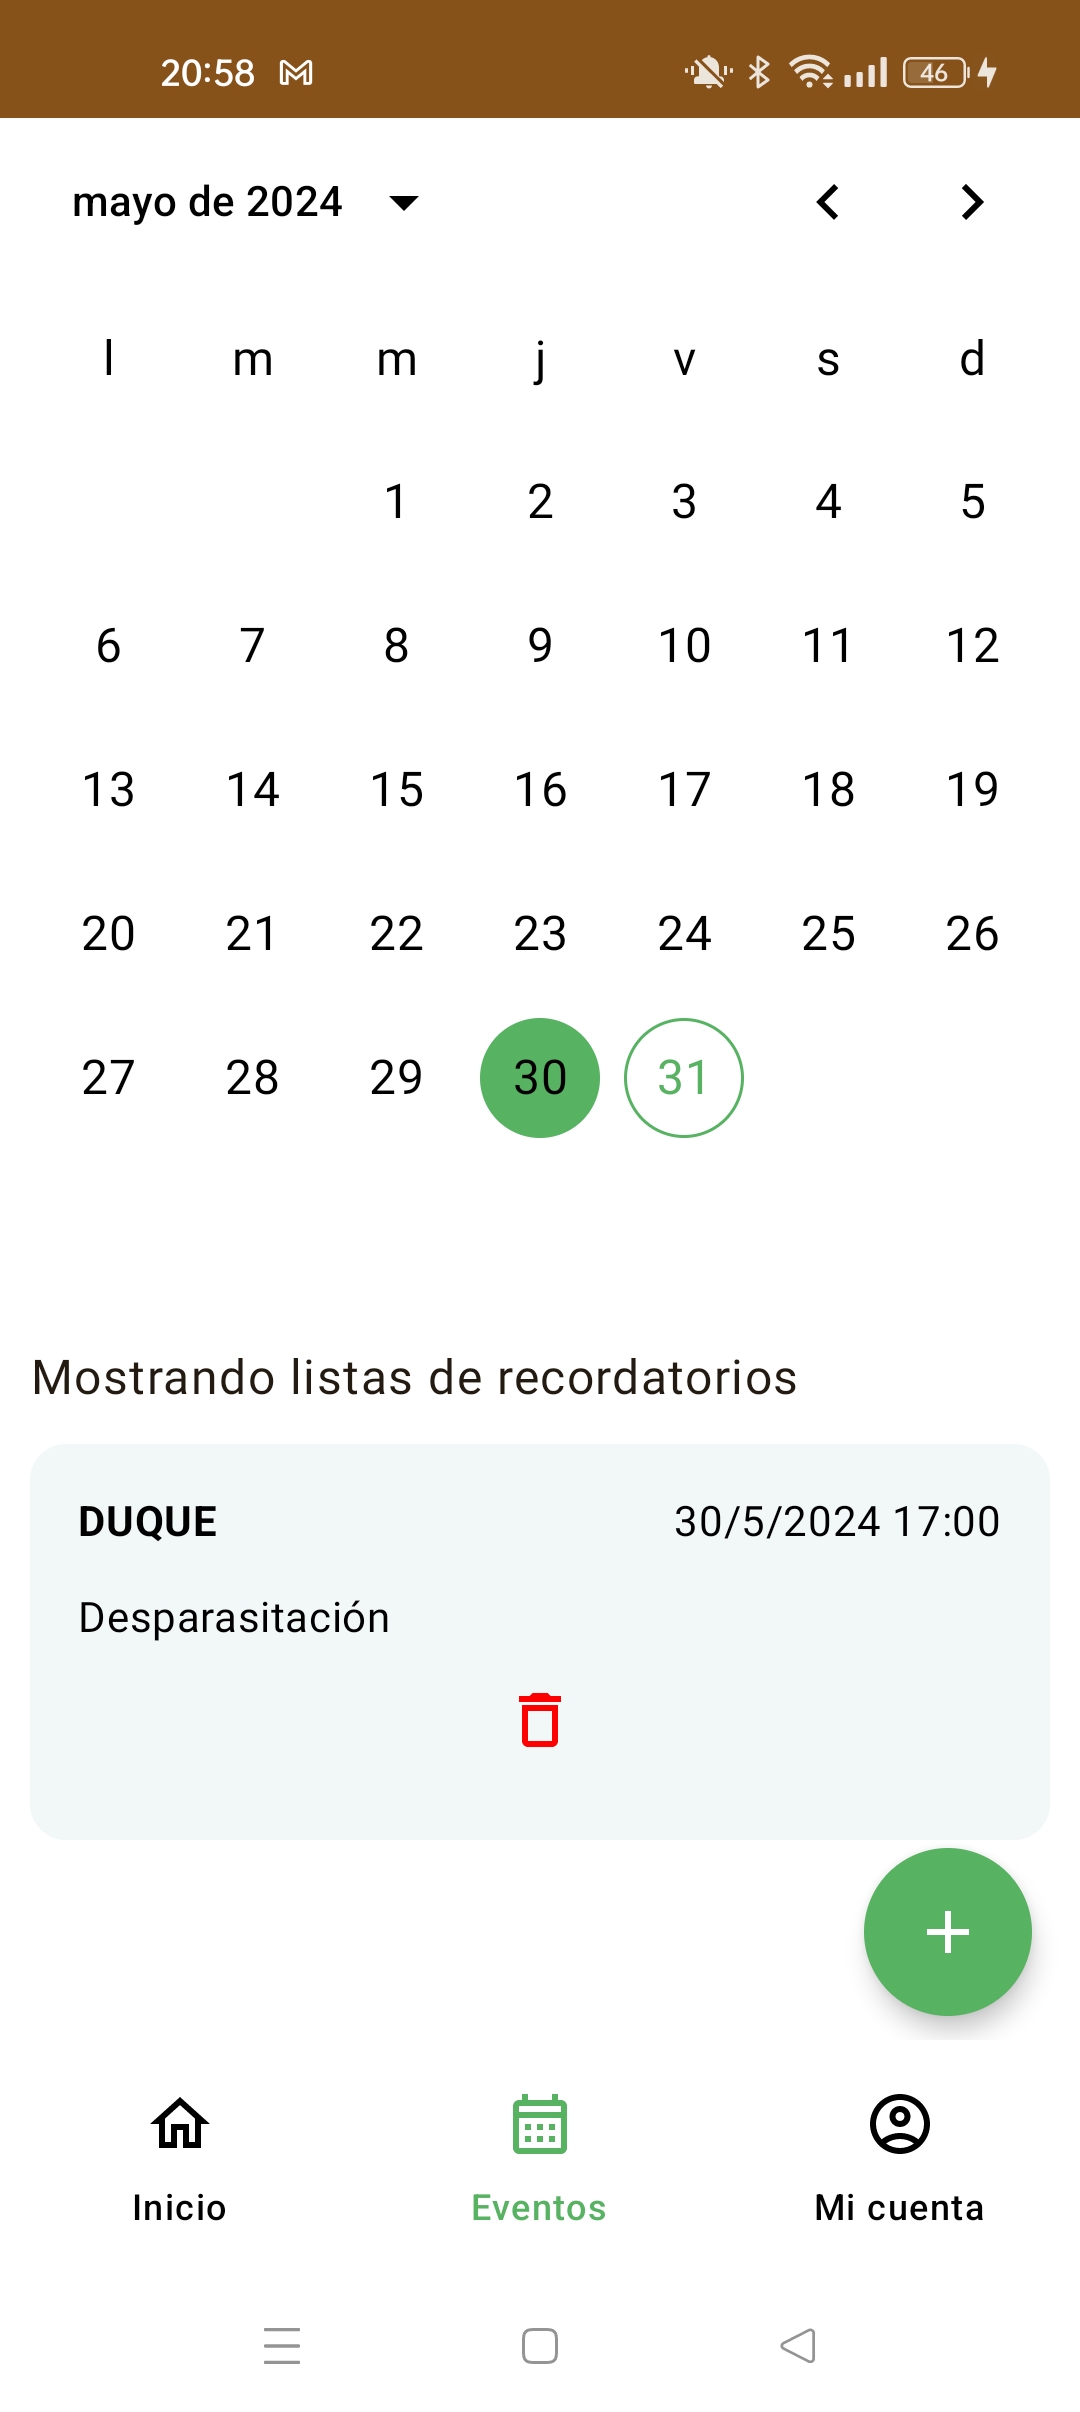 20:58 46
mayo de 2024
l m m j v s d
1 2 3 4 5
6 7 8 9 10 11 12
13 14 15 16 17 18 19
20 21 22 23 24 25 26
27 28 29 30 31
Mostrando listas de recordatorios
DUQUE 30/5/2024 17:00
Desparasitación
Inicio Eventos Mi cuenta